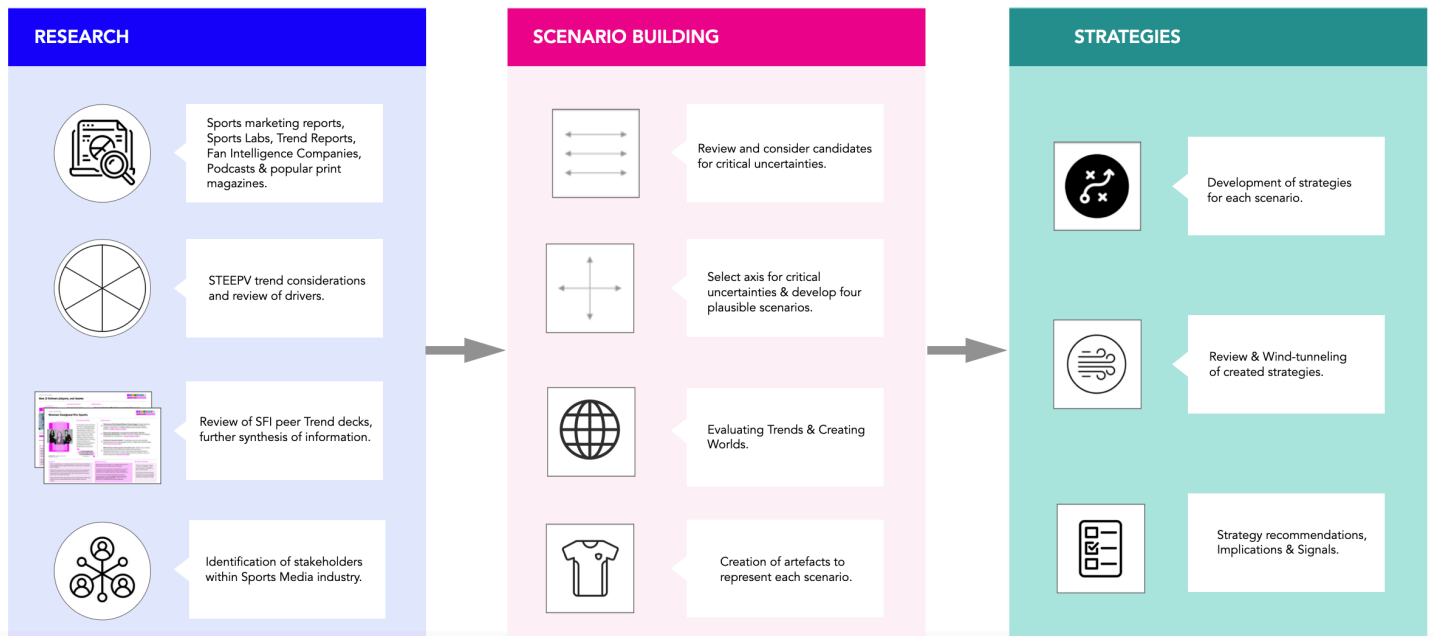 RESEARCH
Sports marketing reports,
Sports Labs, Trend Reports,
Fan Intelligence Companies,
Podcasts & popular print
magazines.
STEEPV trend considerations
and review of drivers.
Review of SFI peer Trend decks,
further synthesis of information.
Identification of stakeholders
within Sports Media industry.
SCENARIO BUILDING
Review and consider candidates
for critical uncertainties.
Select axis for critical
uncertainties & develop four
plausible scenarios.
Evaluating Trends & Creating
Worlds.
Creation of artefacts to
represent each scenario.
STRATEGIES
Development of strategies
for each scenario.
Review & Wind-tunneling
of created strategies.
Strategy recommendations,
Implications & Signals.